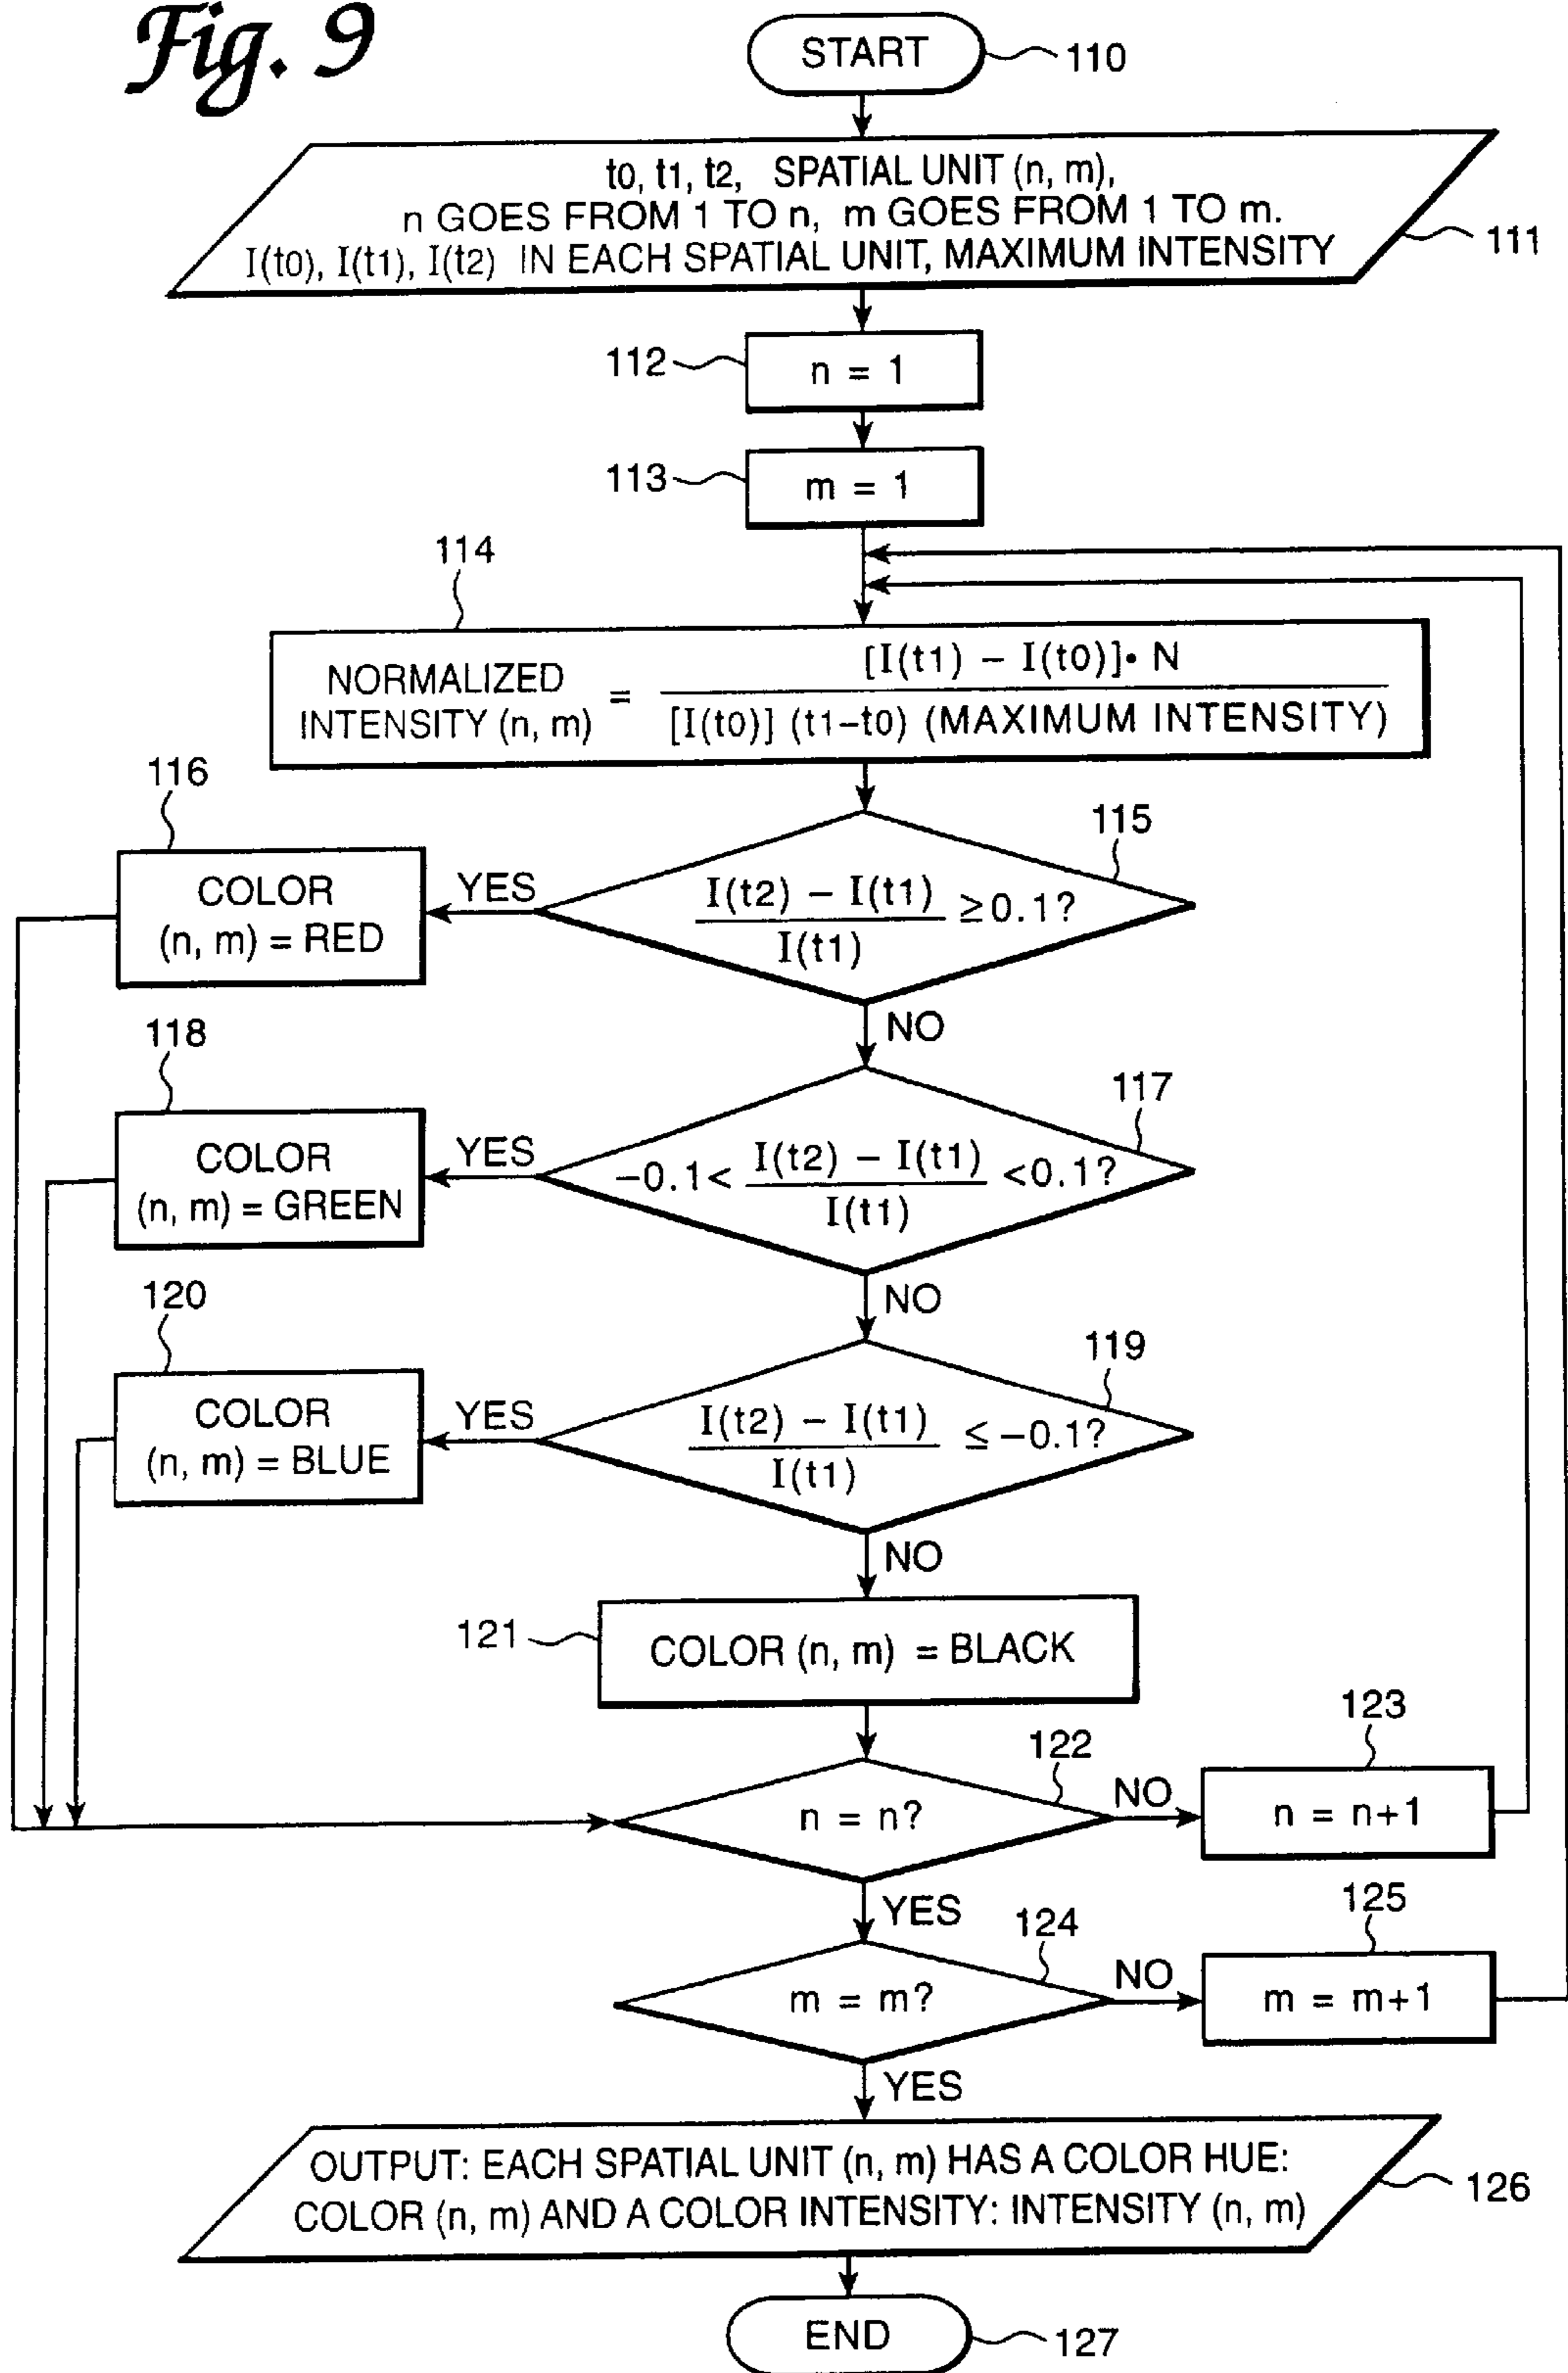 Fig. 9
START
110
t0, t1, t2, SPATIAL UNIT (n, m),
n GOES FROM 1 TO n, m GOES FROM 1 TO m.
I(t0), I(t1), I(t2) IN EACH SPATIAL UNIT, MAXIMUM INTENSITY
111
112
n = 1
113
m = 1
114
NORMALIZED
INTENSITY (n, m)
=
[I(t1) − I(t0)]• N
[I(t0)] (t1−t0) (MAXIMUM INTENSITY)
115
I(t2) − I(t1)
I(t1)
≥0.1?
YES
116
COLOR
(n, m) = RED
NO
117
−0.1<
I(t2) − I(t1)
I(t1)
<0.1?
YES
118
COLOR
(n, m) = GREEN
NO
119
I(t2) − I(t1)
I(t1)
≤ −0.1?
YES
120
COLOR
(n, m) = BLUE
NO
121
COLOR (n, m) = BLACK
122
n = n?
NO
123
n = n+1
YES
124
m = m?
NO
125
m = m+1
YES
OUTPUT: EACH SPATIAL UNIT (n, m) HAS A COLOR HUE:
COLOR (n, m) AND A COLOR INTENSITY: INTENSITY (n, m)
126
END
127